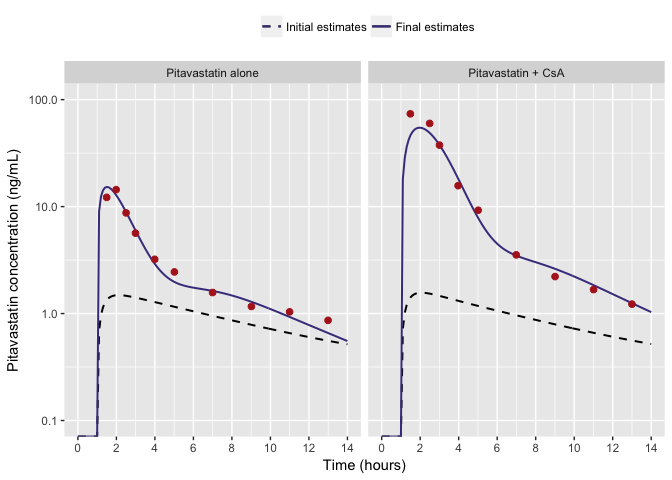 Initial estimates Final estimates
Pitavastatin alone Pitavastatin + CsA
Pitavastatin concentration (ng/mL)
100.0
10.0
1.0
0.1
0 2 4 6 8 10 12 14 0 2 4 6 8 10 12 14
Time (hours)